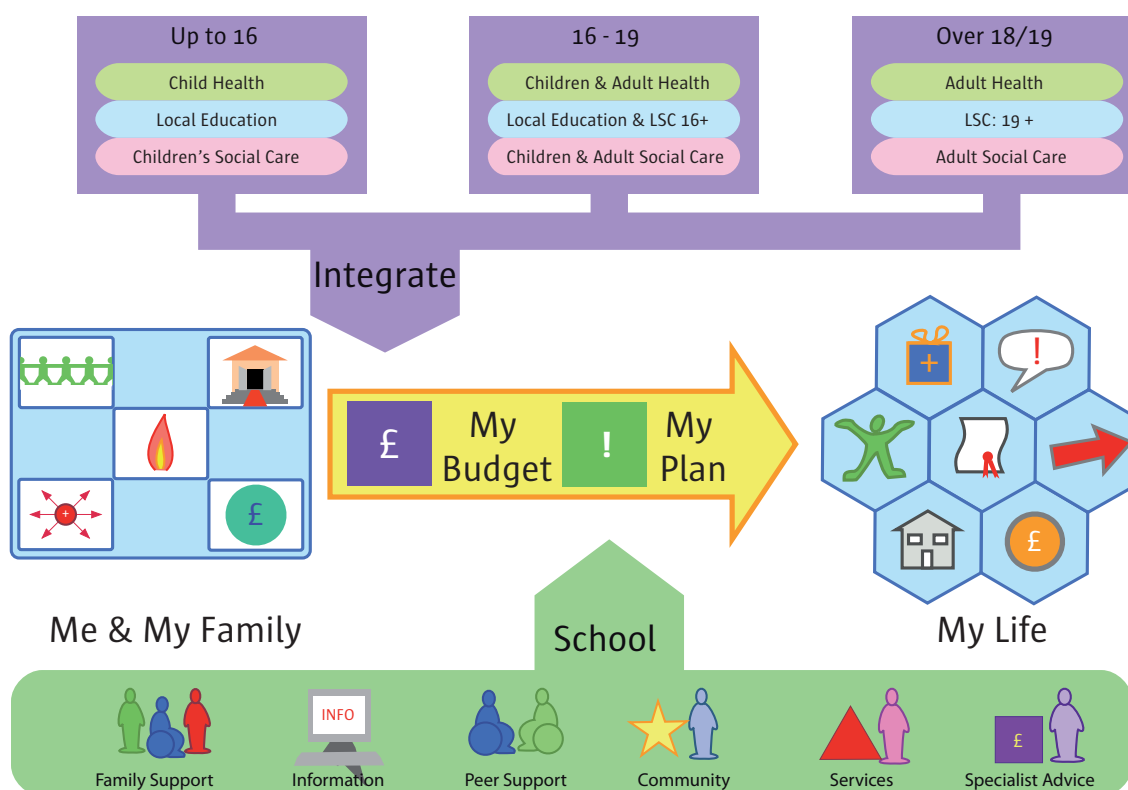 Up to 16
Child Health
Local Education
Children's Social Care
16 - 19
Children & Adult Health
Local Education & LSC 16+
Children & Adult Social Care
Over 18/19
Adult Health
LSC: 19 +
Adult Social Care
Integrate
+
£
£
My
Budget
!
My
Plan
+
!
£
Me & My Family
School
My Life
INFO
£
Family Support
Information
Peer Support
Community
Services
Specialist Advice